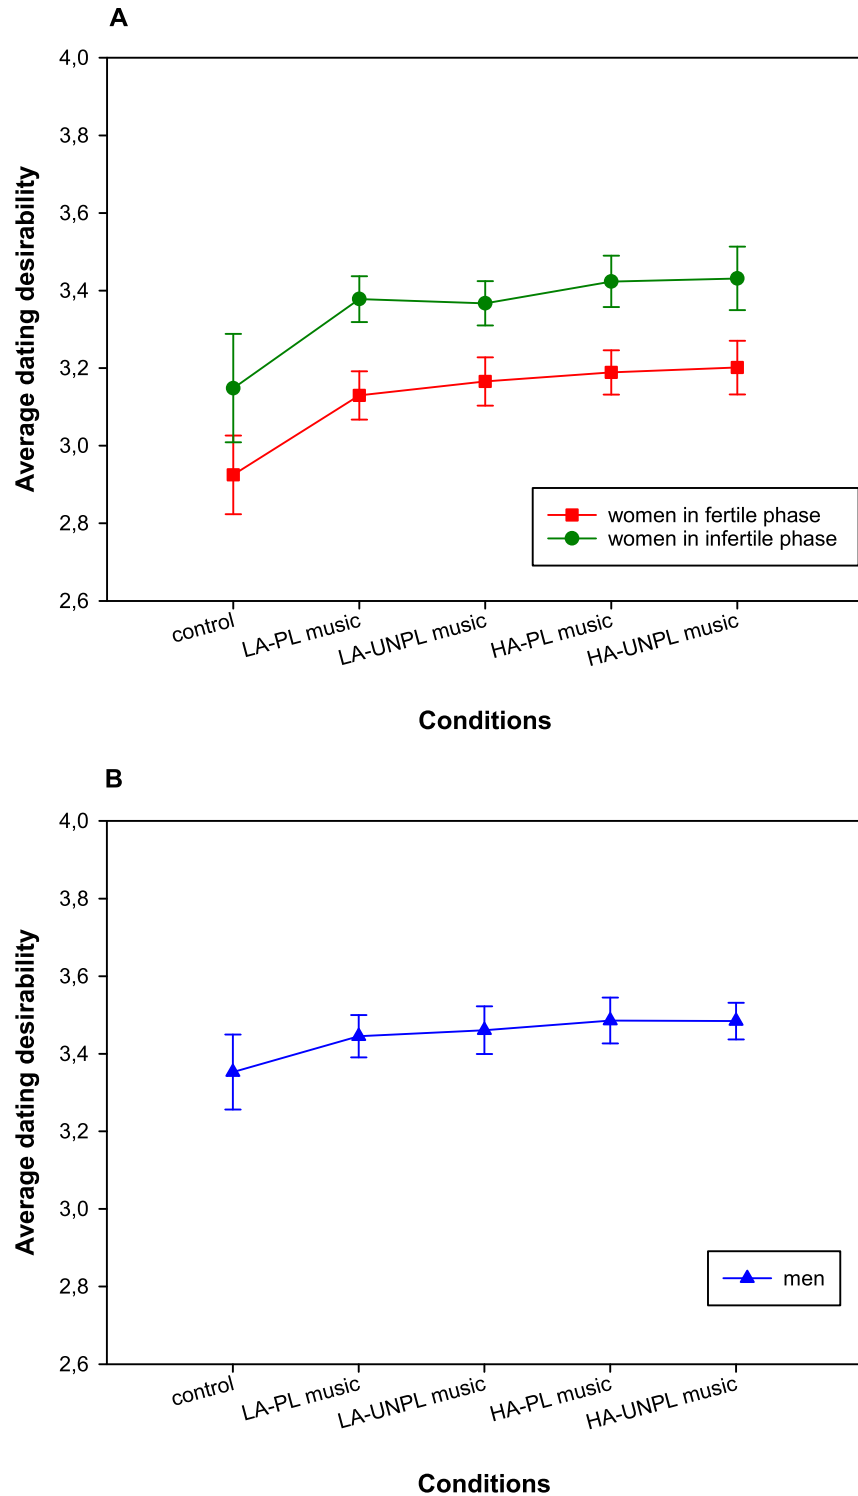 A
Average dating desirability
4,0
3,8
3,6
3,4
3,2
3,0
2,8
2,6
women in fertile phase
women in infertile phase
control
LA-PL music
LA-UNPL music
HA-PL music
HA-UNPL music
Conditions
B
Average dating desirability
4,0
3,8
3,6
3,4
3,2
3,0
2,8
2,6
men
control
LA-PL music
LA-UNPL music
HA-PL music
HA-UNPL music
Conditions